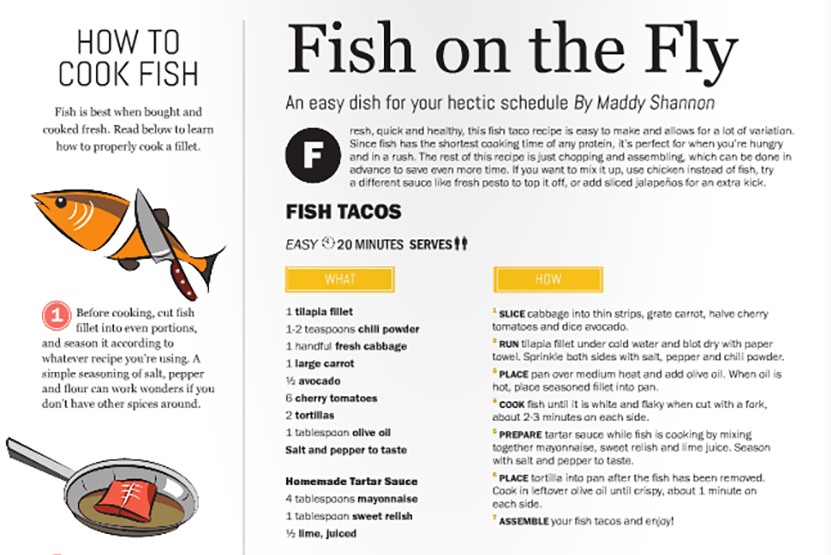 HOW TO
COOK FISH
Fish is best when bought and
cooked fresh. Read below to learn
how to properly cook a fillet.
1 Before cooking, cut fish
fillet into even portions,
and season it according to
whatever recipe you're using. A
simple seasoning of salt, pepper
and flour can work wonders if you
don't have other spices around.
Fish on the Fly
An easy dish for your hectic schedule By Maddy Shannon
F resh, quick and healthy, this fish taco recipe is easy to make and allows for a lot of variation.
Since fish has the shortest cooking time of any protein, it's perfect for when you're hungry
and in a rush. The rest of this recipe is just chopping and assembling, which can be done in
advance to save even more time. If you want to mix it up, use chicken instead of fish, try
a different sauce like fresh pesto to top it off, or add sliced jalapeños for an extra kick.
FISH TACOS
EASY 20 MINUTES SERVES
WHAT
1 tilapia fillet
1-2 teaspoons chili powder
1 handful fresh cabbage
1 large carrot
½ avocado
6 cherry tomatoes
2 tortillas
1 tablespoon olive oil
Salt and pepper to taste
Homemade Tartar Sauce
4 tablespoons mayonnaise
1 tablespoon sweet relish
½ lime, juiced
HOW
1 SLICE cabbage into thin strips, grate carrot, halve cherry
tomatoes and dice avocado.
2 RUN tilapia fillet under cold water and blot dry with paper
towel. Sprinkle both sides with salt, pepper and chili powder.
3 PLACE pan over medium heat and add olive oil. When oil is
hot, place seasoned fillet into pan.
4 COOK fish until it is white and flaky when cut with a fork,
about 2-3 minutes on each side.
5 PREPARE tartar sauce while fish is cooking by mixing
together mayonnaise, sweet relish and lime juice. Season
with salt and pepper to taste.
6 PLACE tortilla into pan after the fish has been removed.
Cook in leftover olive oil until crispy, about 1 minute on
each side.
7 ASSEMBLE your fish tacos and enjoy!